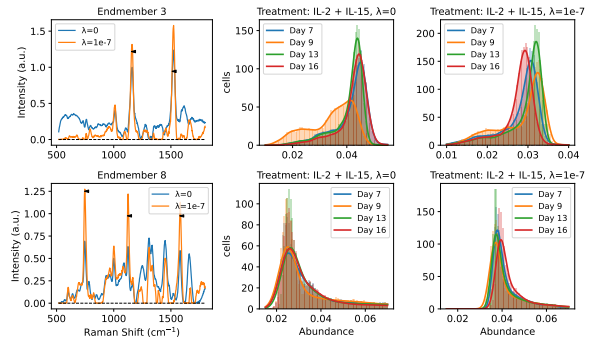 Endmember 3
Treatment: IL-2 + IL-15, λ=0
Treatment: IL-2 + IL-15, λ=1e-7
Intensity (a.u.)
1.5
1.0
0.5
0.0
500
1000
1500
λ=0
λ=1e-7
cells
150
100
50
0
0.02
0.04
Day 7
Day 9
Day 13
Day 16
200
150
100
50
0
0.01
0.02
0.03
0.04
Day 7
Day 9
Day 13
Day 16
Endmember 8
Treatment: IL-2 + IL-15, λ=0
Treatment: IL-2 + IL-15, λ=1e-7
Intensity (a.u.)
1.25
1.00
0.75
0.50
0.25
0.00
500
1000
1500
Raman Shift (cm⁻¹)
λ=0
λ=1e-7
cells
100
50
0
0.02
0.04
0.06
Abundance
Day 7
Day 9
Day 13
Day 16
150
100
50
0
0.02
0.04
0.06
Abundance
Day 7
Day 9
Day 13
Day 16